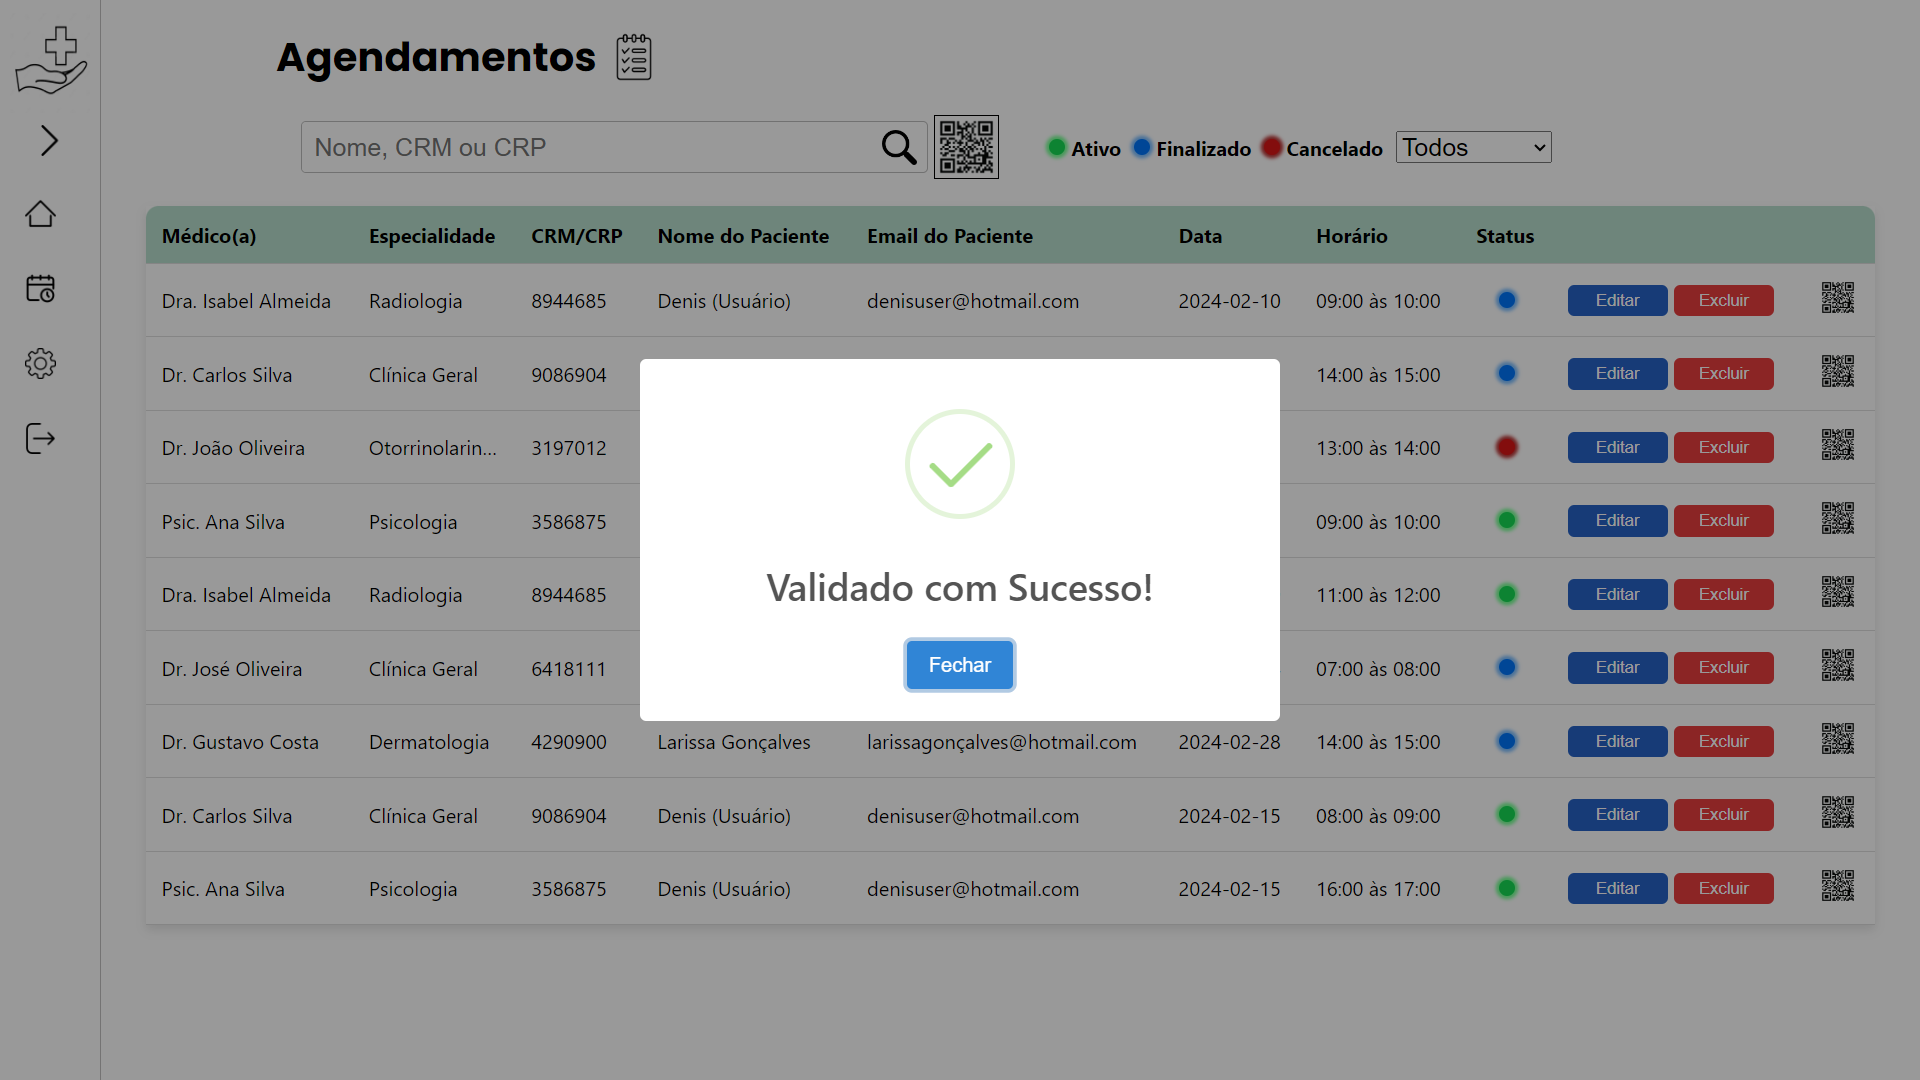 Agendamentos
Nome, CRM ou CRP
Ativo Finalizado Cancelado Todos
Médico(a) Especialidade CRM/CRP Nome do Paciente Email do Paciente Data Horário Status
Dra. Isabel Almeida Radiologia 8944685 Denis (Usuário) denisuser@hotmail.com 2024-02-10 09:00 às 10:00 Editar Excluir
Dr. Carlos Silva Clínica Geral 9086904 14:00 às 15:00 Editar Excluir
Dr. João Oliveira Otorrinolarin... 3197012 13:00 às 14:00 Editar Excluir
Psic. Ana Silva Psicologia 3586875 09:00 às 10:00 Editar Excluir
Dra. Isabel Almeida Radiologia 8944685 11:00 às 12:00 Editar Excluir
Dr. José Oliveira Clínica Geral 6418111 07:00 às 08:00 Editar Excluir
Dr. Gustavo Costa Dermatologia 4290900 Larissa Gonçalves larissagonçalves@hotmail.com 2024-02-28 14:00 às 15:00 Editar Excluir
Dr. Carlos Silva Clínica Geral 9086904 Denis (Usuário) denisuser@hotmail.com 2024-02-15 08:00 às 09:00 Editar Excluir
Psic. Ana Silva Psicologia 3586875 Denis (Usuário) denisuser@hotmail.com 2024-02-15 16:00 às 17:00 Editar Excluir
Validado com Sucesso!
Fechar